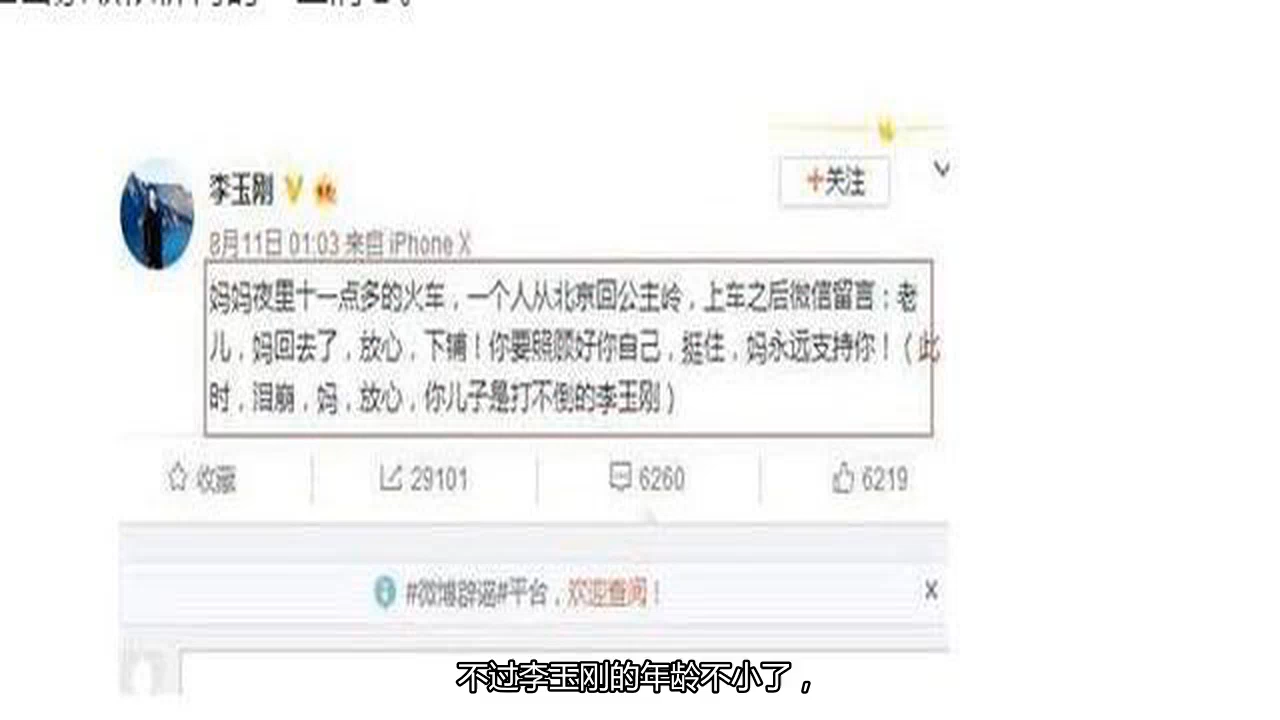 李玉刚
+关注
8月11日 01:03 来自 iPhone X
妈妈夜里十一点多的火车，一个人从北京回公主岭，上车之后微信留言：老
儿，妈回去了，放心，下铺！你要照顾好你自己，挺住，妈永远支持你！（此
时，泪崩，妈，放心，你儿子是打不倒的李玉刚）
收藏
29101
6260
6219
#微博辟谣#平台，欢迎查阅！
不过李玉刚的年龄不小了，